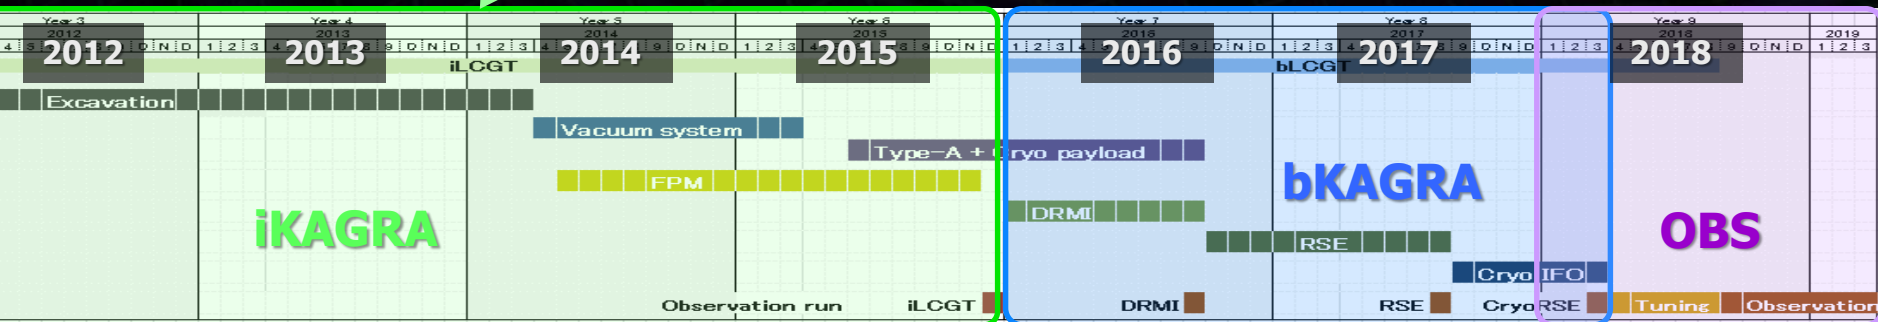 Year 3 Year 4 Year 5 Year 6 Year 7 Year 8 Year 9
2012 2013 2014 2015 2016 2017 2018 2019
2012 2013 2014 2015 2016 2017 2018
iLCGT bLCGT
Excavation
Vacuum system
Type-A + Cryo payload
FPM
bKAGRA
iKAGRA DRMI OBS
RSE
Cryo IFO
Observation run iLCGT DRMI RSE CryoRSE Tuning Observation